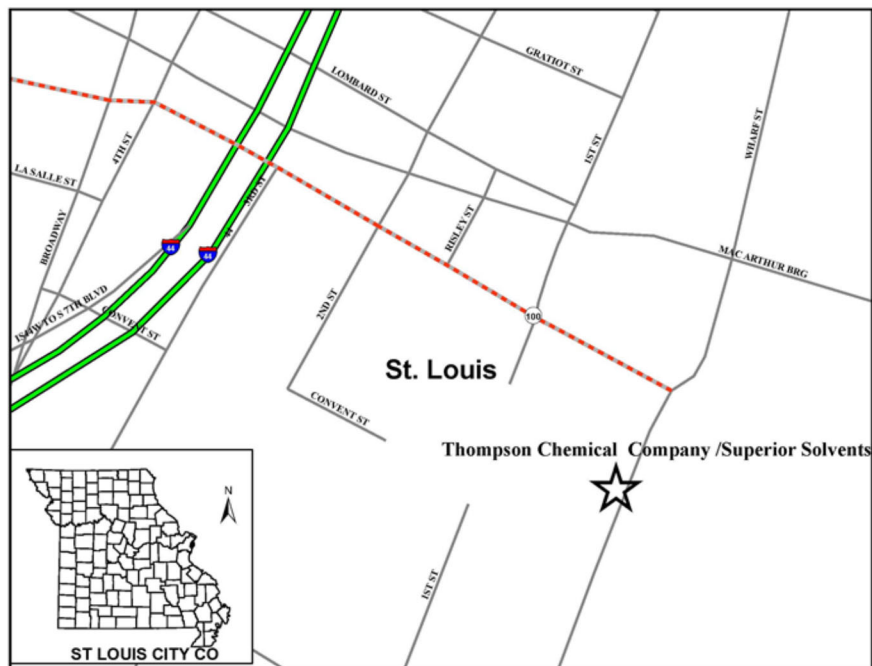 GRATIOT ST
LOMBARD ST
1ST ST
WHARF ST
4TH ST
LA SALLE ST
3RD ST
BROADWAY
RISLEY ST
44
44
44
MAC ARTHUR BRG
IS44W TO S 7TH BLVD
2ND ST
CONVENT ST
100
St. Louis
CONVENT ST
Thompson Chemical Company /Superior Solvents
N
1ST ST
ST LOUIS CITY CO